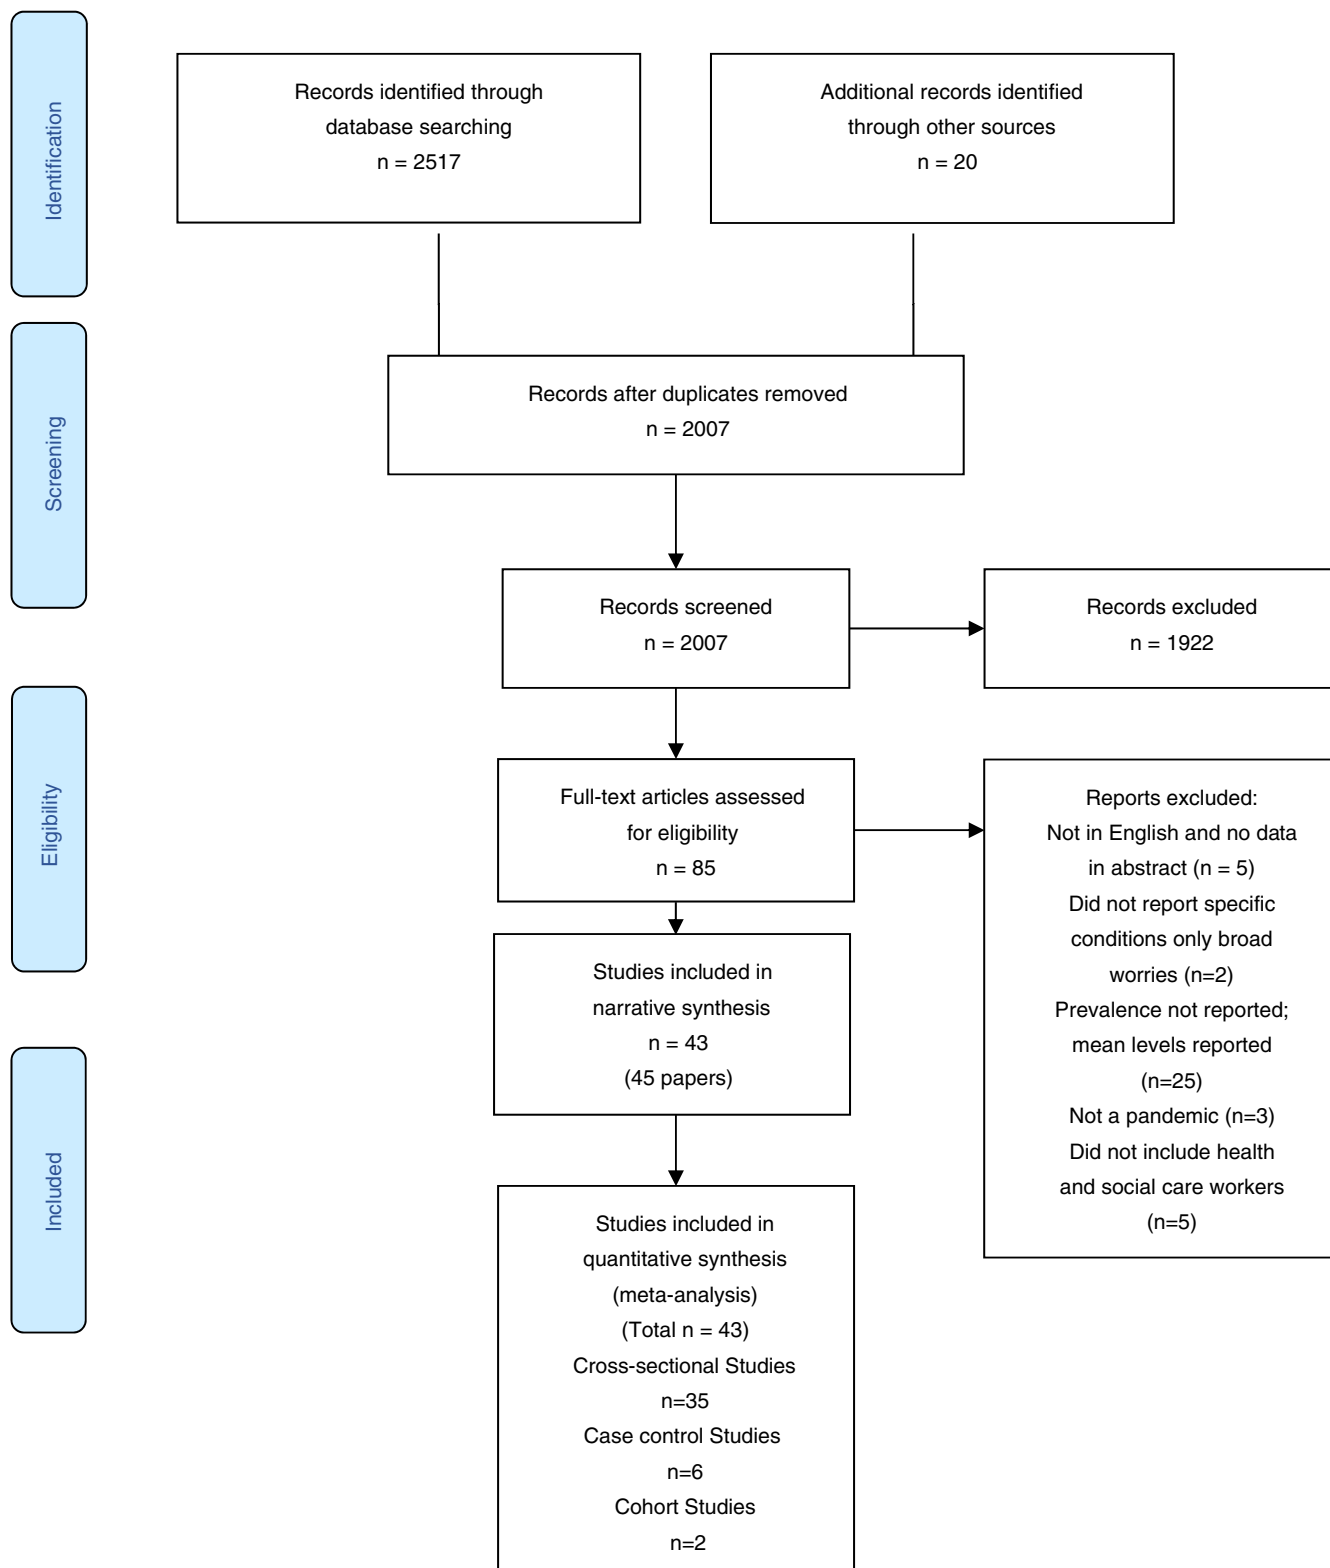 Identification
Records identified through
database searching
n = 2517
Additional records identified
through other sources
n = 20
Screening
Records after duplicates removed
n = 2007
Records screened
n = 2007
Records excluded
n = 1922
Eligibility
Full-text articles assessed
for eligibility
n = 85
Reports excluded:
Not in English and no data
in abstract (n = 5)
Did not report specific
conditions only broad
worries (n=2)
Prevalence not reported;
mean levels reported
(n=25)
Not a pandemic (n=3)
Did not include health
and social care workers
(n=5)
Studies included in
narrative synthesis
n = 43
(45 papers)
Included
Studies included in
quantitative synthesis
(meta-analysis)
(Total n = 43)
Cross-sectional Studies
n=35
Case control Studies
n=6
Cohort Studies
n=2